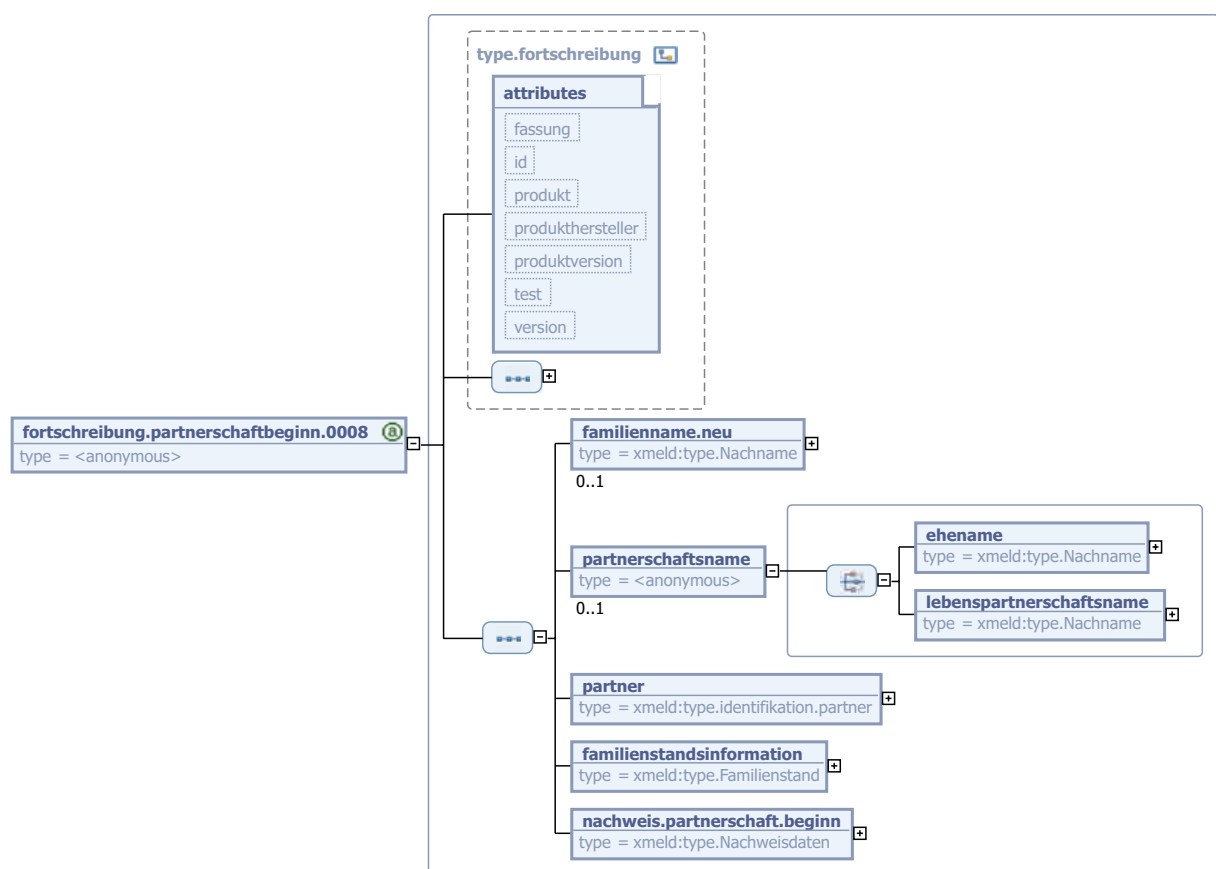 type.fortschreibung
attributes
fassung
id
produkt
produkthersteller
produktversion
test
version
fortschreibung.partnerschaftbeginn.0008 a
type = <anonymous>
familienname.neu
type = xmeld:type.Nachname
0..1
partnerschaftsname
type = <anonymous>
0..1
ehename
type = xmeld:type.Nachname
lebenspartnerschaftsname
type = xmeld:type.Nachname
partner
type = xmeld:type.identifikation.partner
familienstandsinformation
type = xmeld:type.Familienstand
nachweis.partnerschaft.beginn
type = xmeld:type.Nachweisdaten